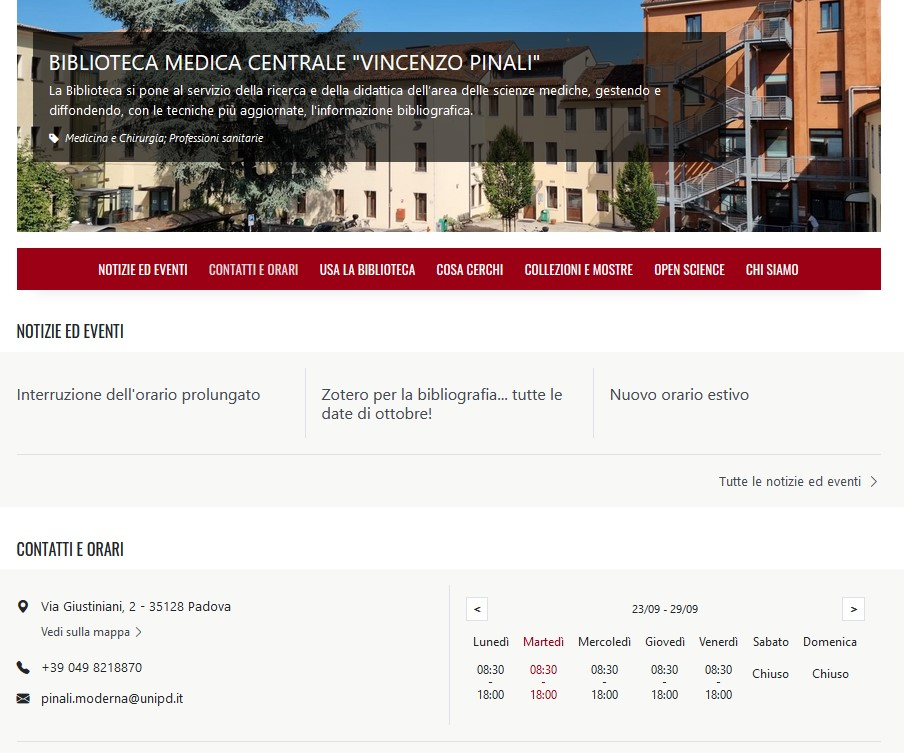 BIBLIOTECA MEDICA CENTRALE "VINCENZO PINALI"
La Biblioteca si pone al servizio della ricerca e della didattica dell'area delle scienze mediche, gestendo e
diffondendo, con le tecniche più aggiornate, l'informazione bibliografica.
Medicina e Chirurgia; Professioni sanitarie
NOTIZIE ED EVENTI CONTATTI E ORARI USA LA BIBLIOTECA COSA CERCHI COLLEZIONI E MOSTRE OPEN SCIENCE CHI SIAMO
NOTIZIE ED EVENTI
Interruzione dell'orario prolungato
Zotero per la bibliografia... tutte le
date di ottobre!
Nuovo orario estivo
Tutte le notizie ed eventi >
CONTATTI E ORARI
Via Giustiniani, 2 - 35128 Padova
Vedi sulla mappa >
+39 049 8218870
pinali.moderna@unipd.it
< 23/09 - 29/09 >
Lunedì Martedì Mercoledì Giovedì Venerdì Sabato Domenica
08:30 08:30 08:30 08:30 08:30 Chiuso Chiuso
- - - - -
18:00 18:00 18:00 18:00 18:00